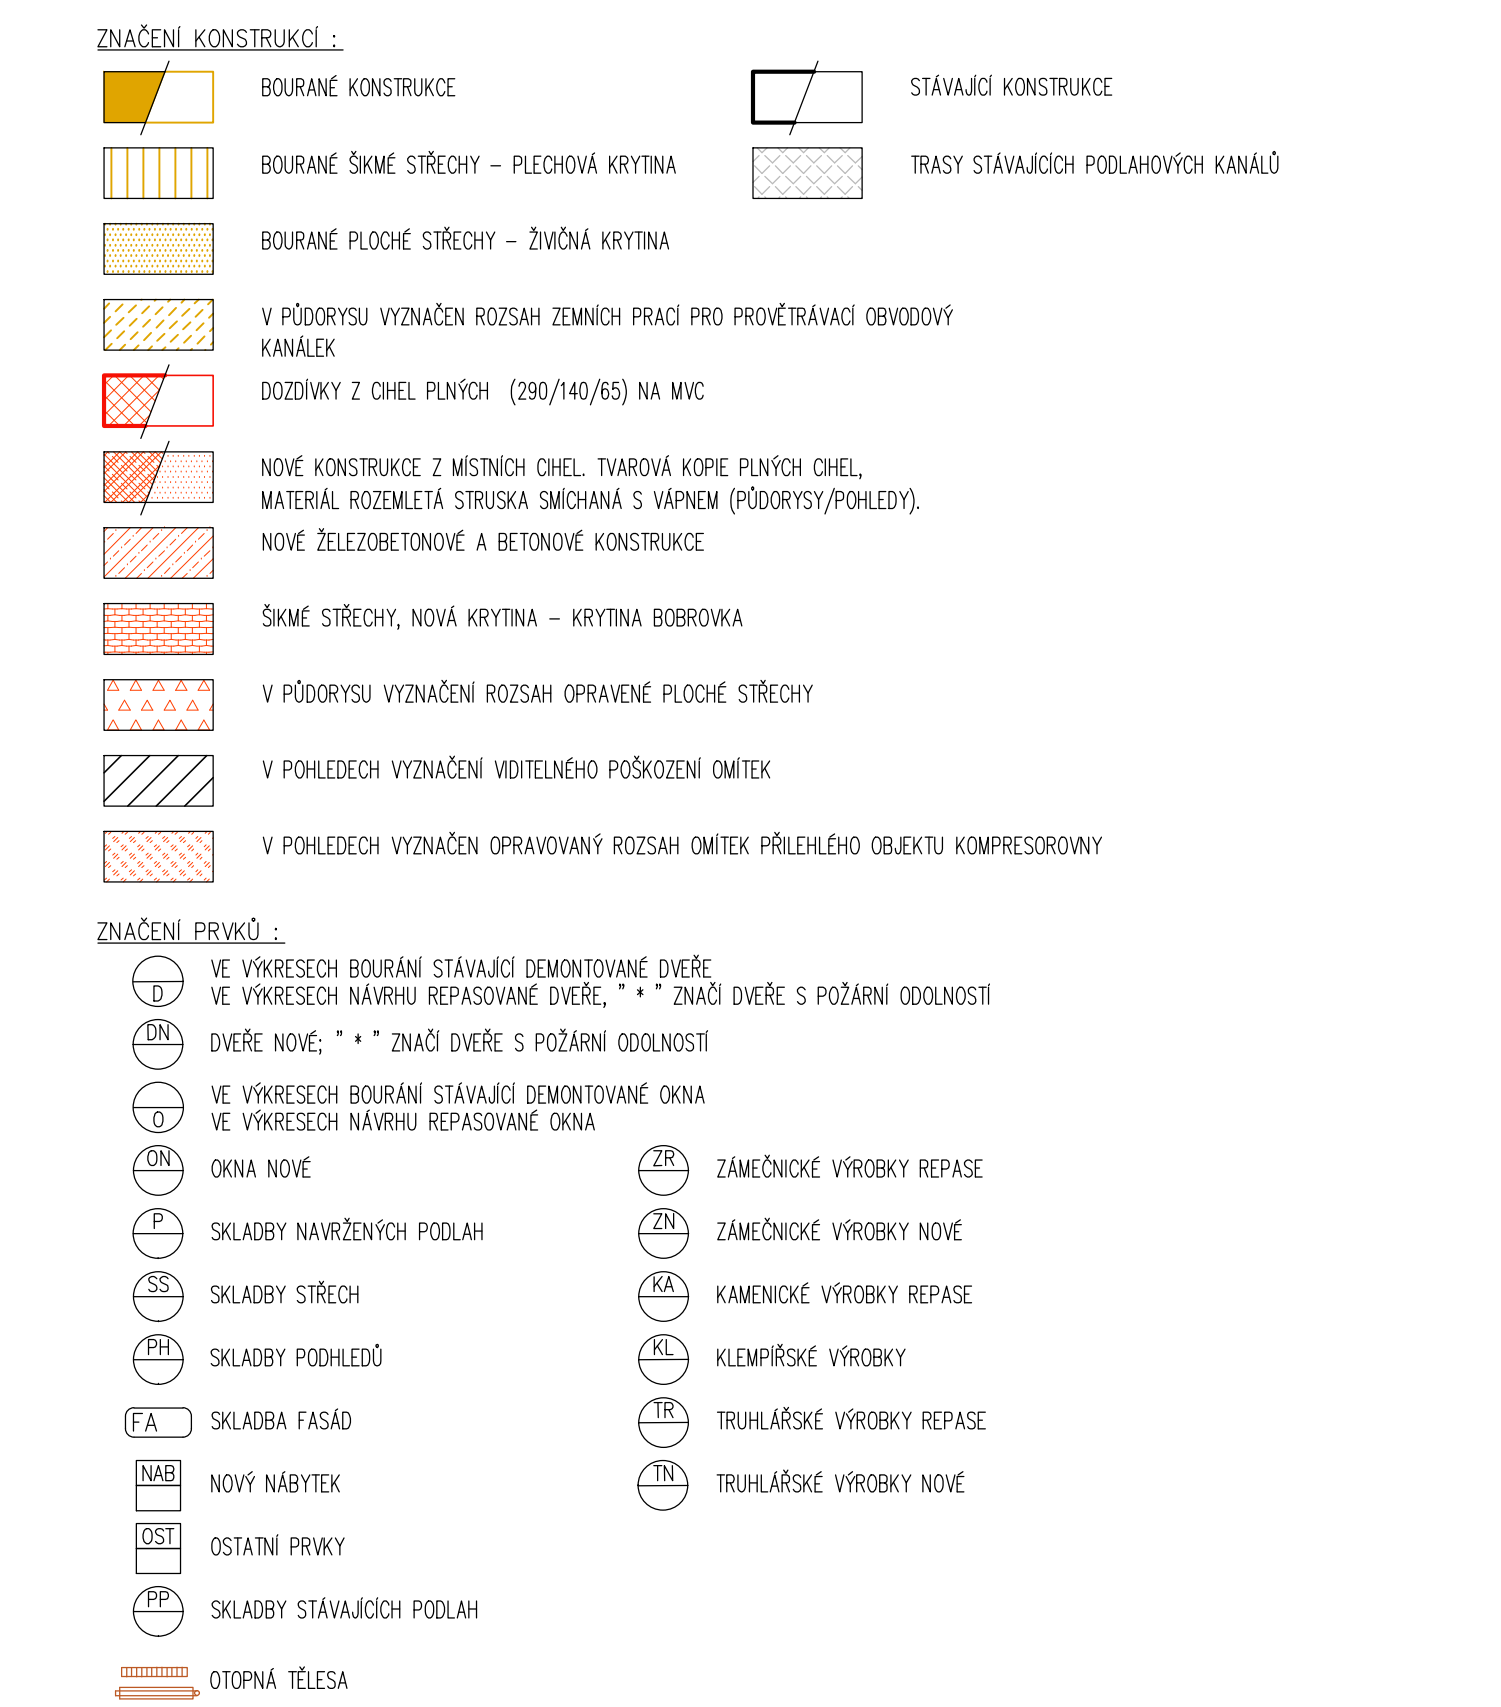 ZNAČENÍ KONSTRUKCÍ :
BOURANÉ KONSTRUKCE
STÁVAJÍCÍ KONSTRUKCE
BOURANÉ ŠIKMÉ STŘECHY – PLECHOVÁ KRYTINA
TRASY STÁVAJÍCÍCH PODLAHOVÝCH KANÁLŮ
BOURANÉ PLOCHÉ STŘECHY – ŽIVIČNÁ KRYTINA
V PŮDORYSU VYZNAČEN ROZSAH ZEMNÍCH PRACÍ PRO PROVĚTRÁVACÍ OBVODOVÝ
KANÁLEK
DOZDÍVKY Z CIHEL PLNÝCH (290/140/65) NA MVC
NOVÉ KONSTRUKCE Z MÍSTNÍCH CIHEL. TVAROVÁ KOPIE PLNÝCH CIHEL,
MATERIÁL ROZEMLETÁ STRUSKA SMÍCHANÁ S VÁPNEM (PŮDORYSY/POHLEDY).
NOVÉ ŽELEZOBETONOVÉ A BETONOVÉ KONSTRUKCE
ŠIKMÉ STŘECHY, NOVÁ KRYTINA – KRYTINA BOBROVKA
V PŮDORYSU VYZNAČENÍ ROZSAH OPRAVENÉ PLOCHÉ STŘECHY
V POHLEDECH VYZNAČENÍ VIDITELNÉHO POŠKOZENÍ OMÍTEK
V POHLEDECH VYZNAČEN OPRAVOVANÝ ROZSAH OMÍTEK PŘILEHLÉHO OBJEKTU KOMPRESOROVNY
ZNAČENÍ PRVKŮ :
VE VÝKRESECH BOURÁNÍ STÁVAJÍCÍ DEMONTOVANÉ DVEŘE
D VE VÝKRESECH NÁVRHU REPASOVANÉ DVEŘE, " * " ZNAČÍ DVEŘE S POŽÁRNÍ ODOLNOSTÍ
DN DVEŘE NOVÉ; " * " ZNAČÍ DVEŘE S POŽÁRNÍ ODOLNOSTÍ
VE VÝKRESECH BOURÁNÍ STÁVAJÍCÍ DEMONTOVANÉ OKNA
O VE VÝKRESECH NÁVRHU REPASOVANÉ OKNA
ON OKNA NOVÉ
ZR ZÁMEČNICKÉ VÝROBKY REPASE
P SKLADBY NAVRŽENÝCH PODLAH
ZN ZÁMEČNICKÉ VÝROBKY NOVÉ
SS SKLADBY STŘECH
KA KAMENICKÉ VÝROBKY REPASE
PH SKLADBY PODHLEDŮ
KL KLEMPÍŘSKÉ VÝROBKY
FA SKLADBA FASÁD
TR TRUHLÁŘSKÉ VÝROBKY REPASE
NAB NOVÝ NÁBYTEK
TN TRUHLÁŘSKÉ VÝROBKY NOVÉ
OST OSTATNÍ PRVKY
PP SKLADBY STÁVAJÍCÍCH PODLAH
OTOPNÁ TĚLESA